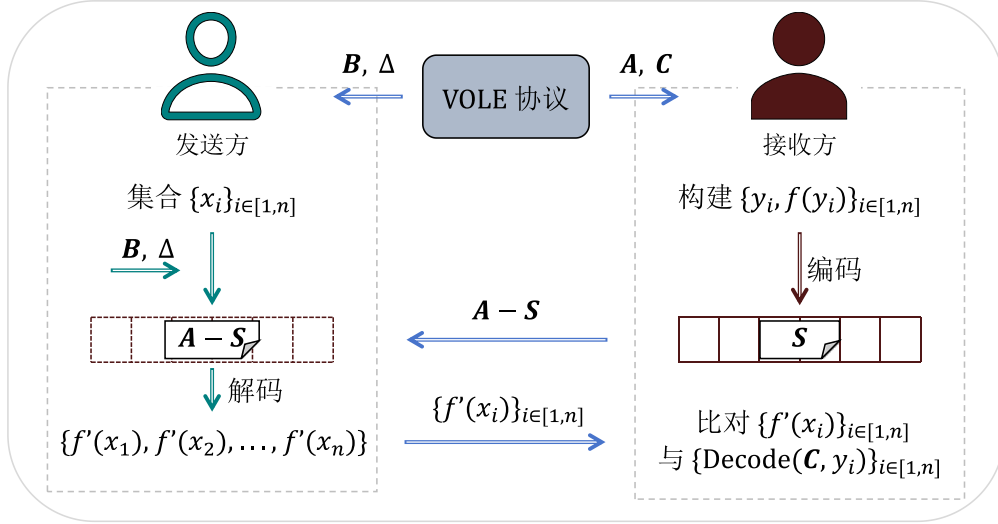 B, Δ
VOLE 协议
A, C
发送方
接收方
集合 {x_i}_{i∈[1,n]}
构建 {y_i, f(y_i)}_{i∈[1,n]}
B, Δ
编码
A − S
A − S
S
解码
{f'(x_i)}_{i∈[1,n]}
{f'(x_1), f'(x_2), ..., f'(x_n)}
比对 {f'(x_i)}_{i∈[1,n]}
与 {Decode(C, y_i)}_{i∈[1,n]}